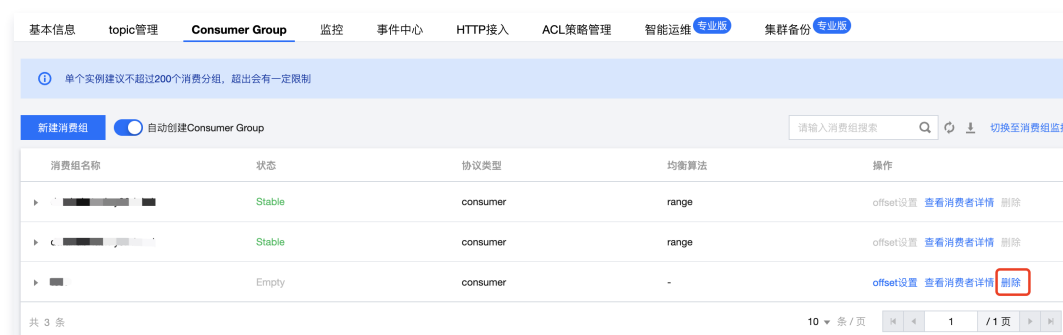 基本信息 topic管理 Consumer Group 监控 事件中心 HTTP接入 ACL策略管理 智能运维 专业版 集群备份 专业版
单个实例建议不超过200个消费分组，超出会有一定限制
新建消费组 自动创建Consumer Group 请输入消费组搜索 切换至消费组监
消费组名称 状态 协议类型 均衡算法 操作
Stable consumer range offset设置 查看消费者详情 删除
Stable consumer range offset设置 查看消费者详情 删除
Empty consumer - offset设置 查看消费者详情 删除
共 3 条 10 条 / 页 1 / 1 页